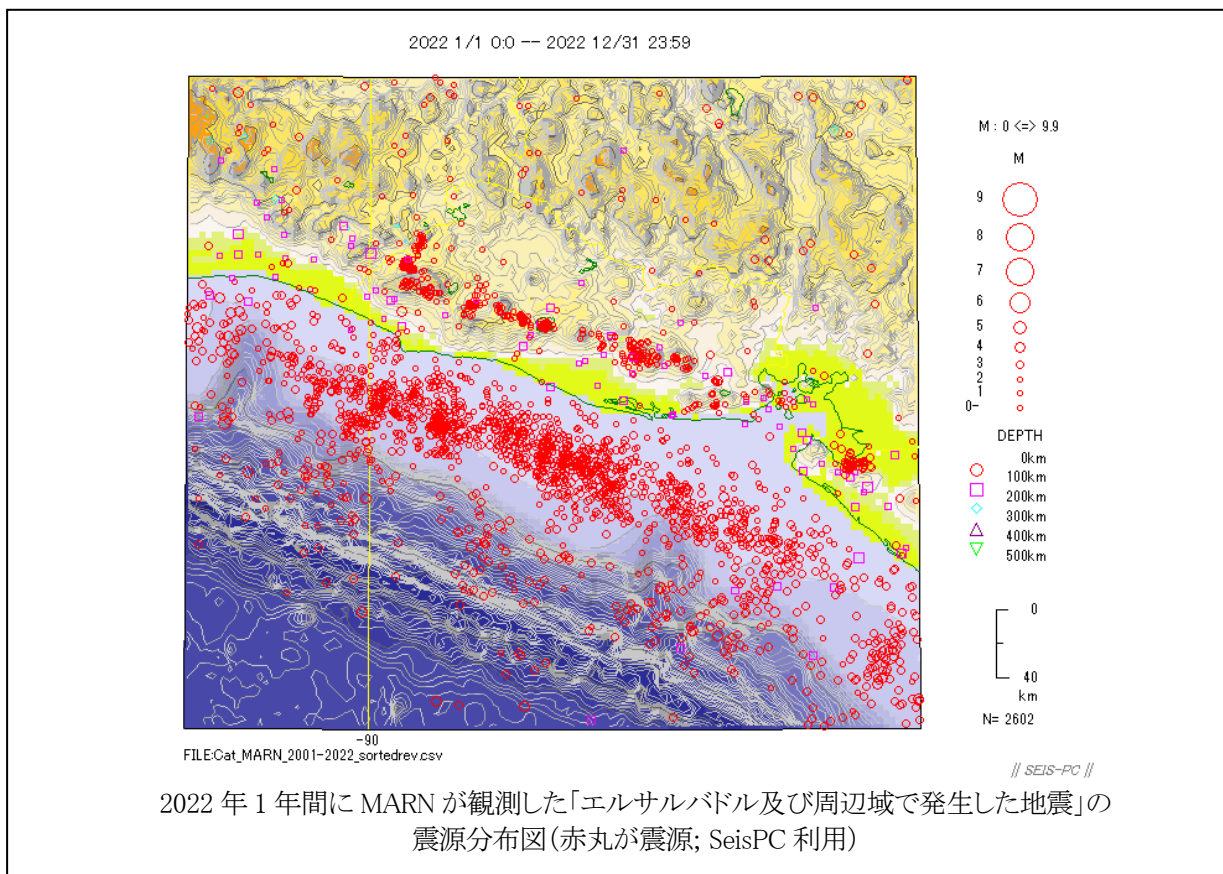 2022 1/1 0:0 -- 2022 12/31 23:59
M : 0 <=> 9.9
M
9
8
7
6
5
4
3
2
1
0-
DEPTH
0km
100km
200km
300km
400km
500km
0
40
km
N= 2602
-90
FILE:Cat_MARN_2001-2022_sortedrev.csv
// SEIS-PC //
2022 年 1 年間に MARN が観測した「エルサルバドル及び周辺域で発生した地震」の
震源分布図(赤丸が震源; SeisPC 利用)